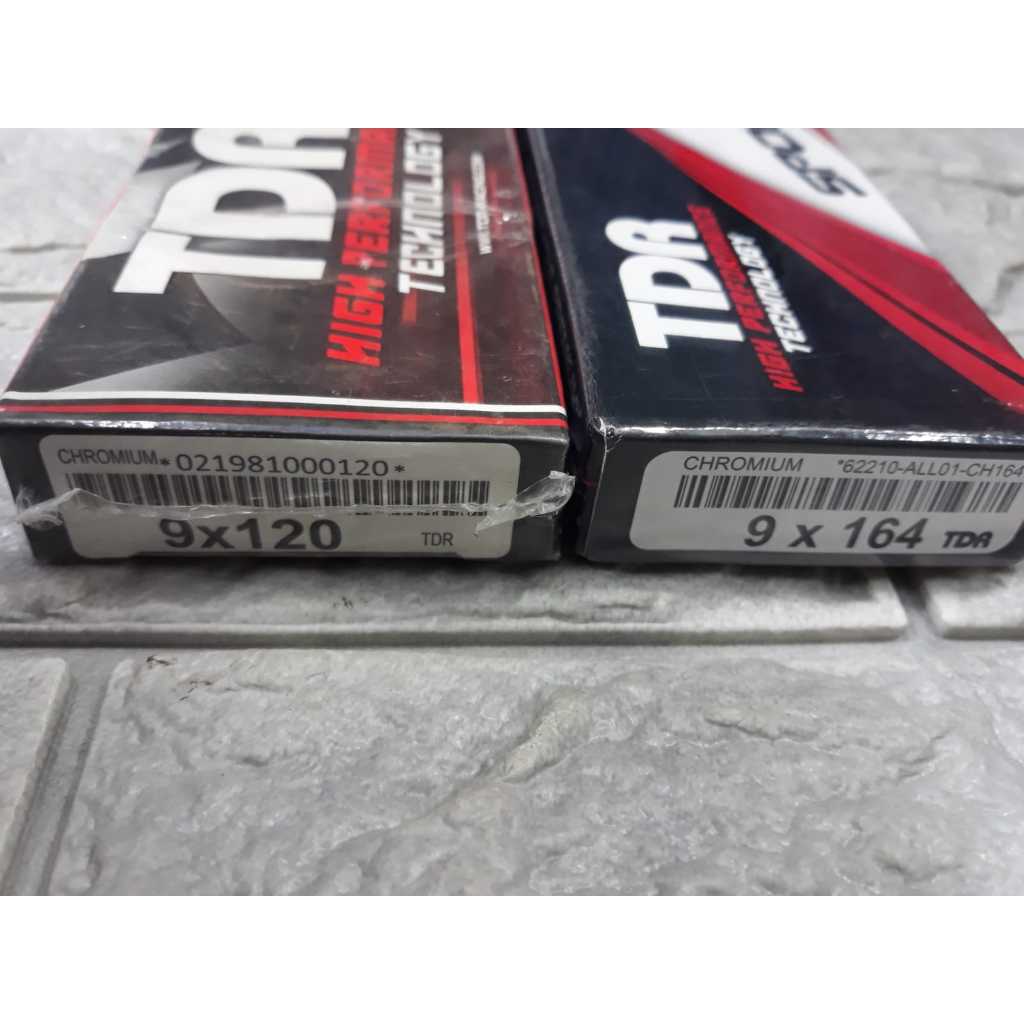 TDR
HIGH PERFORMANCE
TECHNOLOGY
CHROMIUM *021981000120*
9x120 TDR
TDR
HIGH PERFORMANCE
TECHNOLOGY
CHROMIUM *62210-ALL01-CH164
9 x 164 TDR